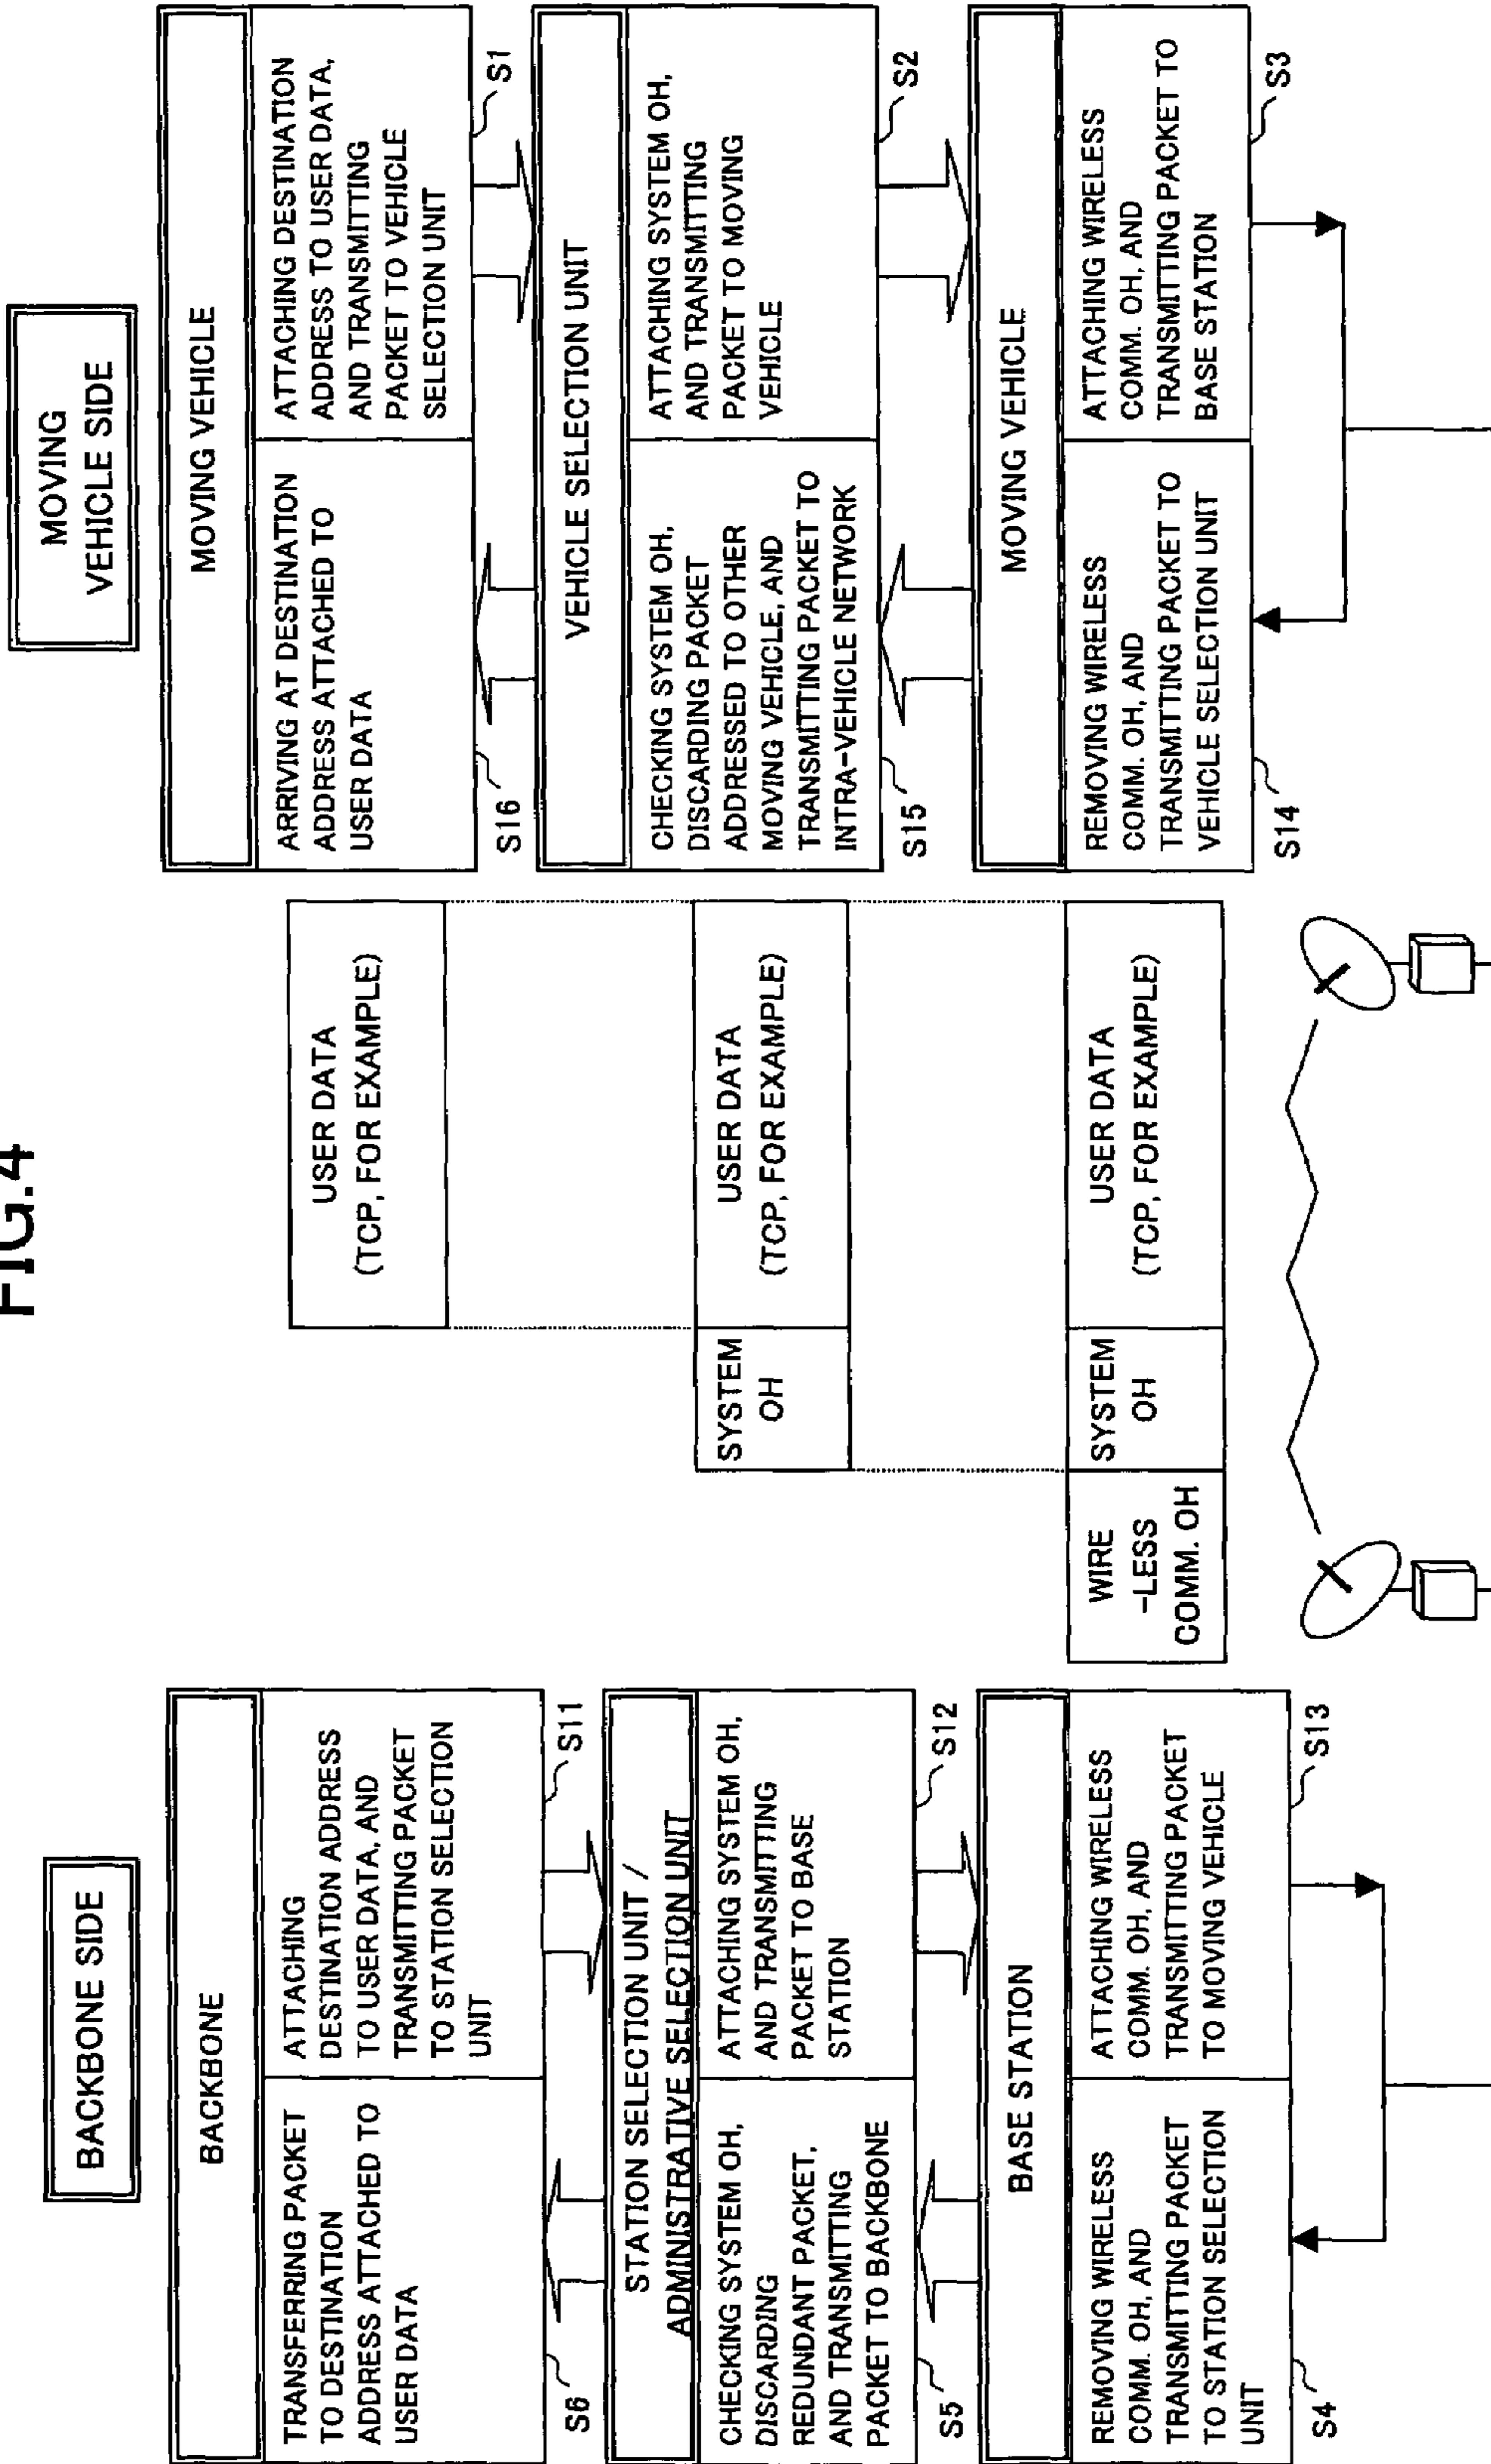 FIG.4
BACKBONE SIDE
BACKBONE
TRANSFERRING PACKET
TO DESTINATION
ADDRESS ATTACHED TO
USER DATA
ATTACHING
DESTINATION ADDRESS
TO USER DATA, AND
TRANSMITTING PACKET
TO STATION SELECTION
UNIT
S6
S11
STATION SELECTION UNIT /
ADMINISTRATIVE SELECTION UNIT
CHECKING SYSTEM OH,
DISCARDING
REDUNDANT PACKET,
AND TRANSMITTING
PACKET TO BACKBONE
ATTACHING SYSTEM OH,
AND TRANSMITTING
PACKET TO BASE
STATION
S5
S12
BASE STATION
REMOVING WIRELESS
COMM. OH, AND
TRANSMITTING PACKET
TO STATION SELECTION
UNIT
ATTACHING WIRELESS
COMM. OH, AND
TRANSMITTING PACKET
TO MOVING VEHICLE
S4
S13
USER DATA
(TCP, FOR EXAMPLE)
SYSTEM
OH
USER DATA
(TCP, FOR EXAMPLE)
WIRE
-LESS
COMM. OH
SYSTEM
OH
USER DATA
(TCP, FOR EXAMPLE)
MOVING
VEHICLE SIDE
MOVING VEHICLE
ARRIVING AT DESTINATION
ADDRESS ATTACHED TO
USER DATA
ATTACHING DESTINATION
ADDRESS TO USER DATA,
AND TRANSMITTING
PACKET TO VEHICLE
SELECTION UNIT
S16
S1
VEHICLE SELECTION UNIT
CHECKING SYSTEM OH,
DISCARDING PACKET
ADDRESSED TO OTHER
MOVING VEHICLE, AND
TRANSMITTING PACKET TO
INTRA-VEHICLE NETWORK
ATTACHING SYSTEM OH,
AND TRANSMITTING
PACKET TO MOVING
VEHICLE
S15
S2
MOVING VEHICLE
REMOVING WIRELESS
COMM. OH, AND
TRANSMITTING PACKET TO
VEHICLE SELECTION UNIT
ATTACHING WIRELESS
COMM. OH, AND
TRANSMITTING PACKET TO
BASE STATION
S14
S3